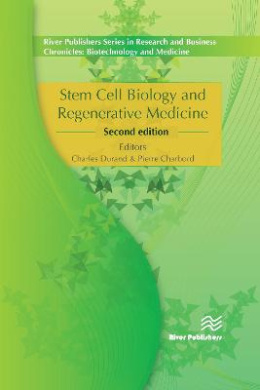 River Publishers Series in Research and Business
Chronicles: Biotechnology and Medicine
Stem Cell Biology and
Regenerative Medicine
Second edition
Editors
Charles Durand & Pierre Charbord
River Publishers